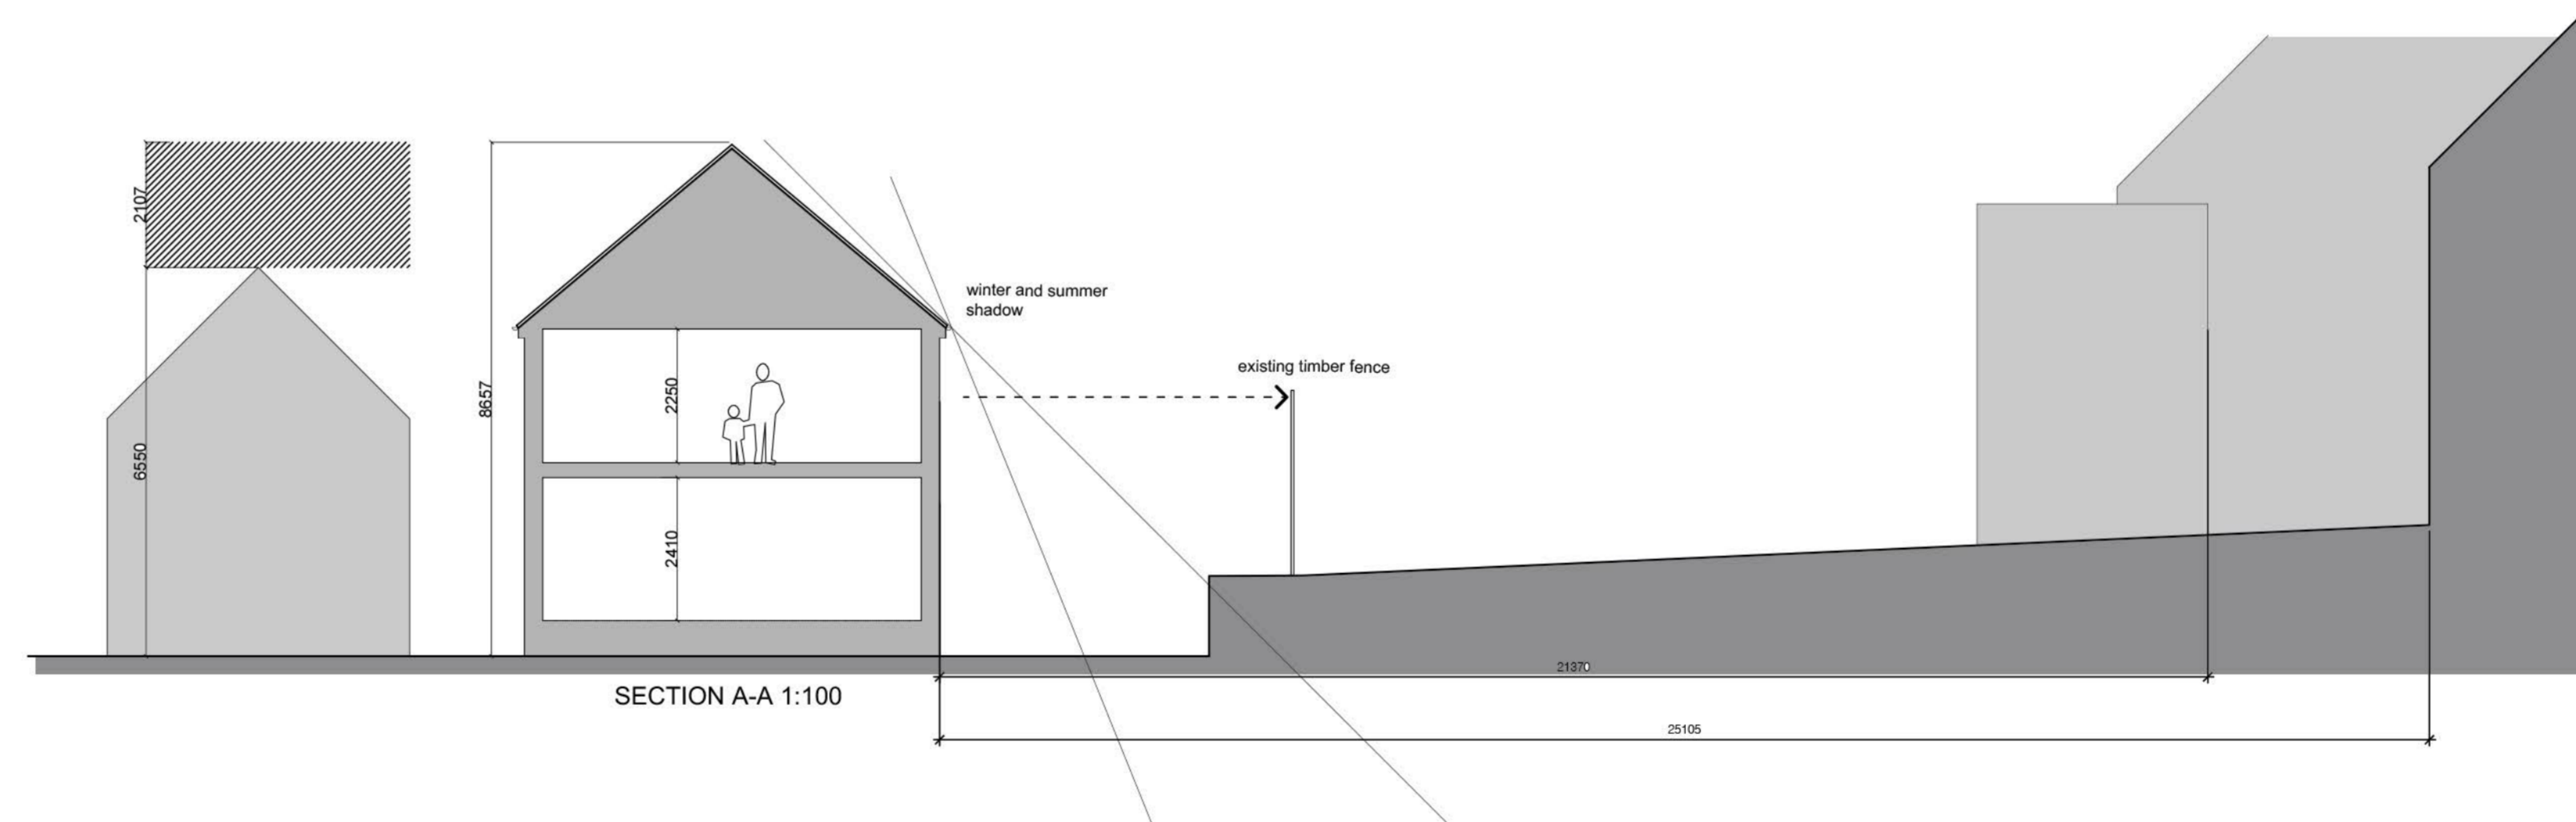 2107
6550
8657
2250
2410
winter and summer
shadow
existing timber fence
21370
25105
SECTION A-A 1:100